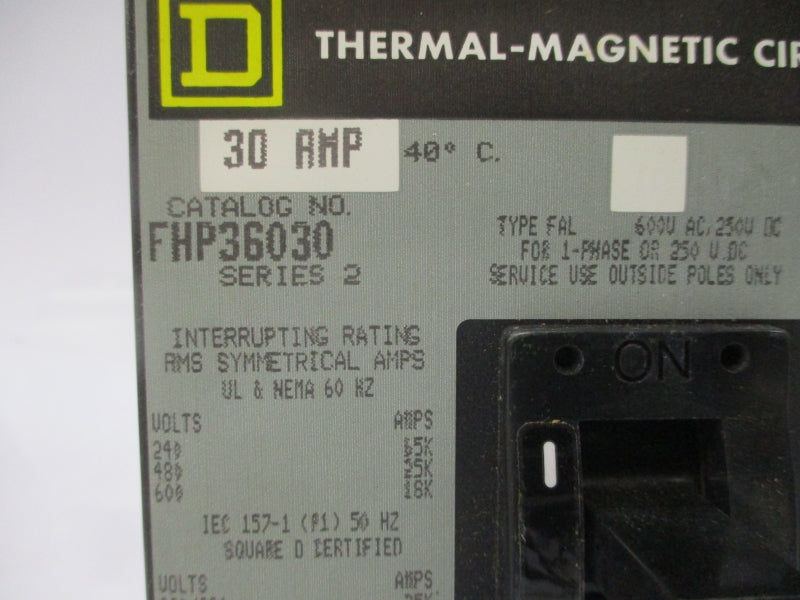 D
THERMAL-MAGNETIC CIR
30 AMP 40° C.
CATALOG NO.
FHP36030
SERIES 2
TYPE FAL 600V AC/250V DC
FOR 1-PHASE OR 250 V.DC
SERVICE USE OUTSIDE POLES ONLY
INTERRUPTING RATING
RMS SYMMETRICAL AMPS
UL & NEMA 60 HZ
VOLTS AMPS
240 65K
480 25K
600 18K
IEC 157-1 (P1) 50 HZ
SQUARE D CERTIFIED
VOLTS AMPS
ON
I